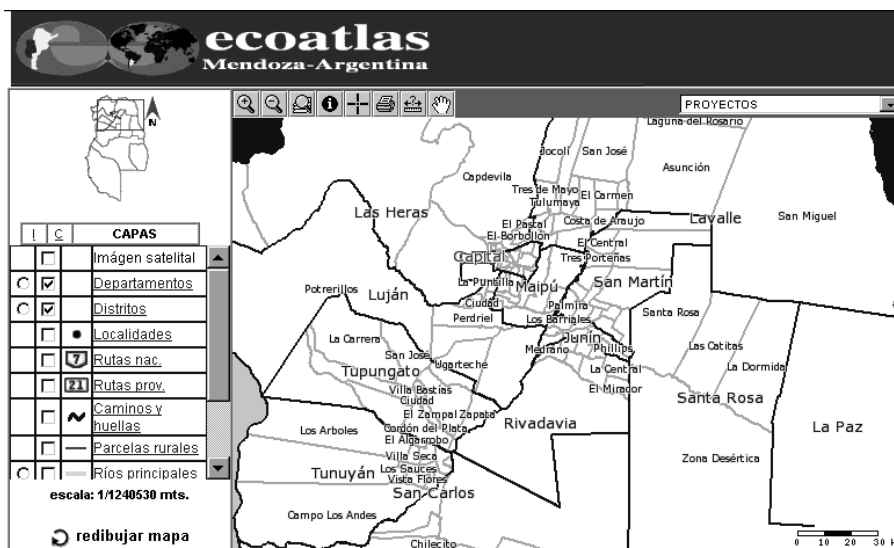 ecoatlas
Mendoza-Argentina
PROYECTOS
N
I C CAPAS
Imágen satelital
Departamentos
Distritos
Localidades
7 Rutas nac.
21 Rutas prov.
Caminos y
huellas
Parcelas rurales
Ríos principales
escala: 1/1240530 mts.
redibujar mapa
Laguna del Rosario
Jocolí
San José
Asunción
Capdevila
Tres de Mayo
El Carmen
Tulumaya
Las Heras
El Pastal
Costa de Araujo
Lavalle
San Miguel
El Borbollón
El Central
Capital
Tres Porteñas
La Puntilla
Maipú
San Martín
Potrerillos
Luján
Ciudad
Palmira
Perdriel
Los Barriales
Santa Rosa
La Carrera
Junín
Phillips
Las Catitas
San José
Medrano
Ugarteche
La Central
La Dormida
Tupungato
Villa Bastías
El Mirador
Ciudad
Santa Rosa
El Zampal
Zapata
Los Arboles
Cordón del Plata
Rivadavia
La Paz
El Algarrobo
Villa Seca
Zona Desértica
Tunuyán
Los Sauces
Vista Flores
San Carlos
Campo Los Andes
Chilecito
0 10 20 30